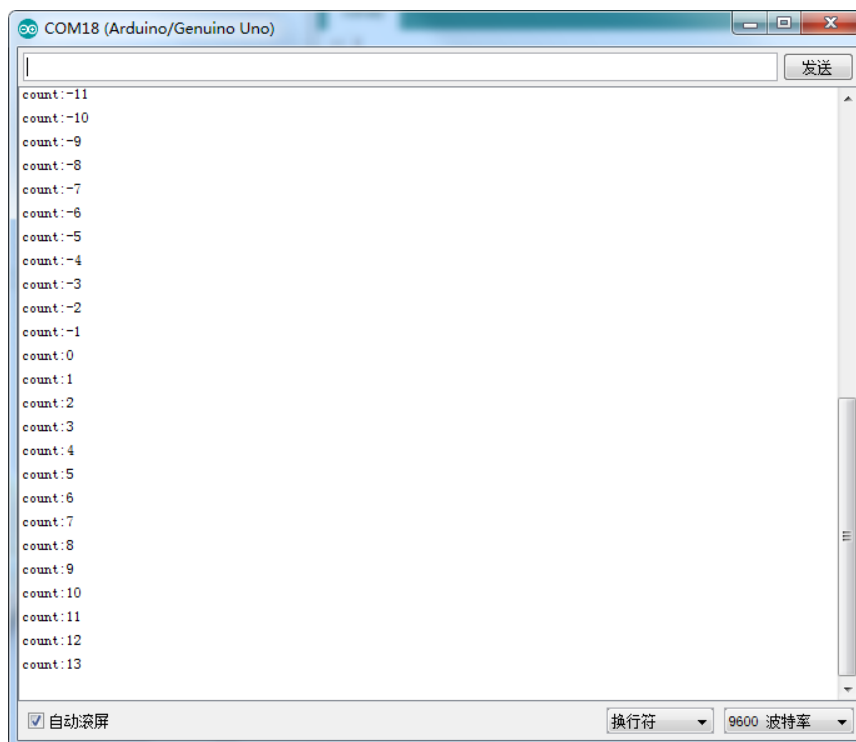 COM18 (Arduino/Genuino Uno)
发送
count:-11
count:-10
count:-9
count:-8
count:-7
count:-6
count:-5
count:-4
count:-3
count:-2
count:-1
count:0
count:1
count:2
count:3
count:4
count:5
count:6
count:7
count:8
count:9
count:10
count:11
count:12
count:13
自动滚屏 换行符 9600 波特率